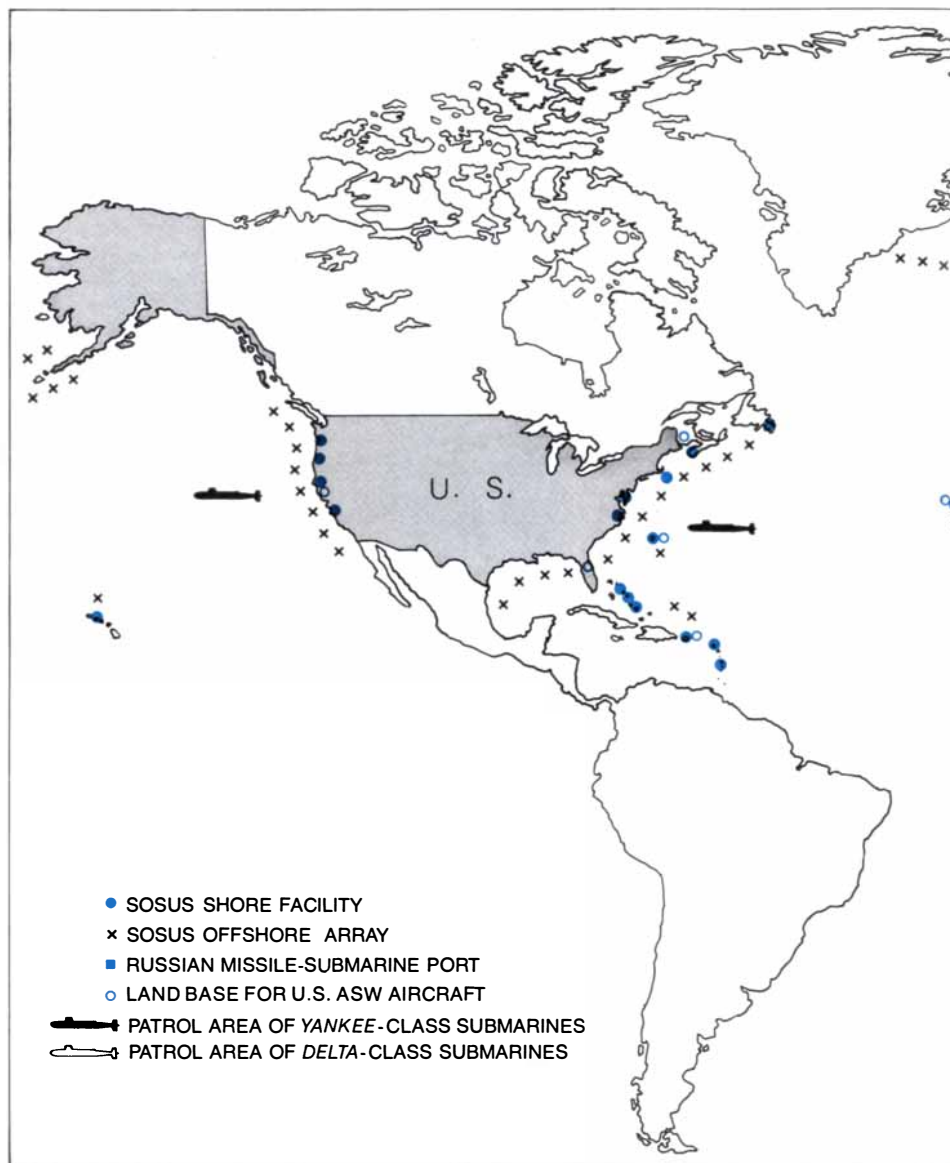 U. S.
SOSUS SHORE FACILITY
SOSUS OFFSHORE ARRAY
RUSSIAN MISSILE-SUBMARINE PORT
LAND BASE FOR U.S. ASW AIRCRAFT
PATROL AREA OF YANKEE-CLASS SUBMARINES
PATROL AREA OF DELTA-CLASS SUBMARINES